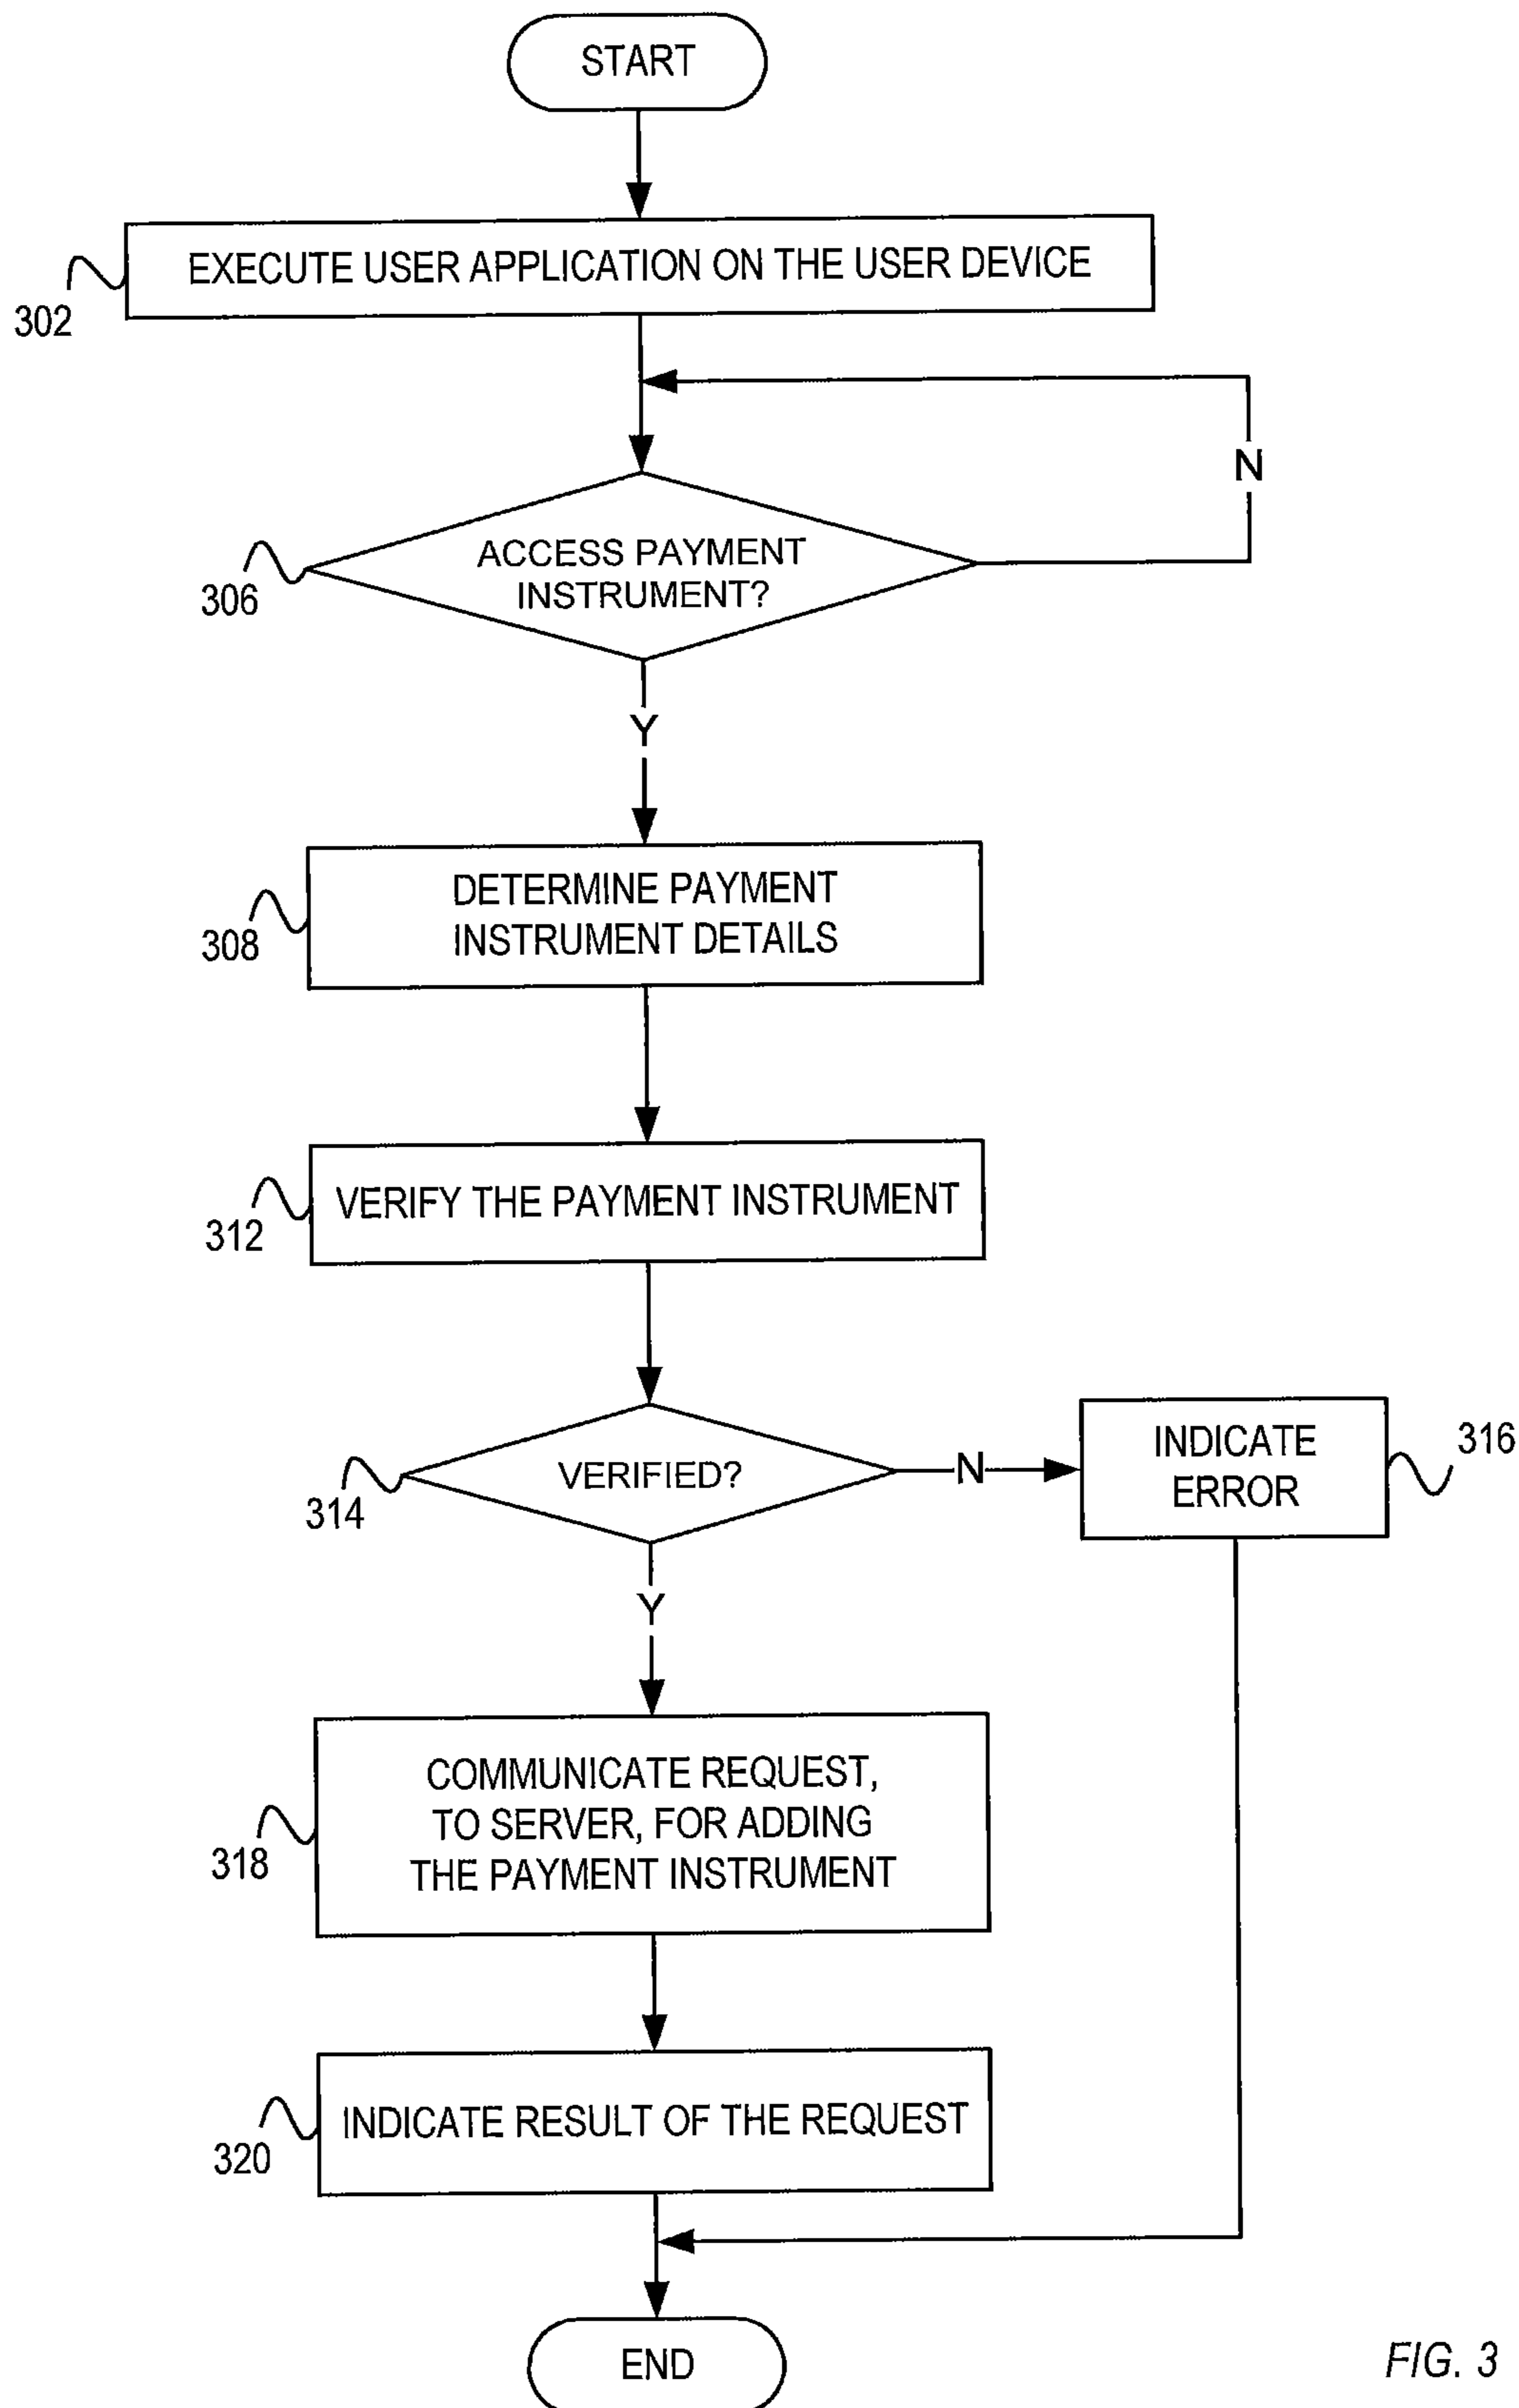 START
EXECUTE USER APPLICATION ON THE USER DEVICE
302
N
ACCESS PAYMENT
INSTRUMENT?
306
Y
DETERMINE PAYMENT
INSTRUMENT DETAILS
308
VERIFY THE PAYMENT INSTRUMENT
312
VERIFIED?
314
N
INDICATE
ERROR
316
Y
COMMUNICATE REQUEST,
TO SERVER, FOR ADDING
THE PAYMENT INSTRUMENT
318
INDICATE RESULT OF THE REQUEST
320
END
FIG. 3